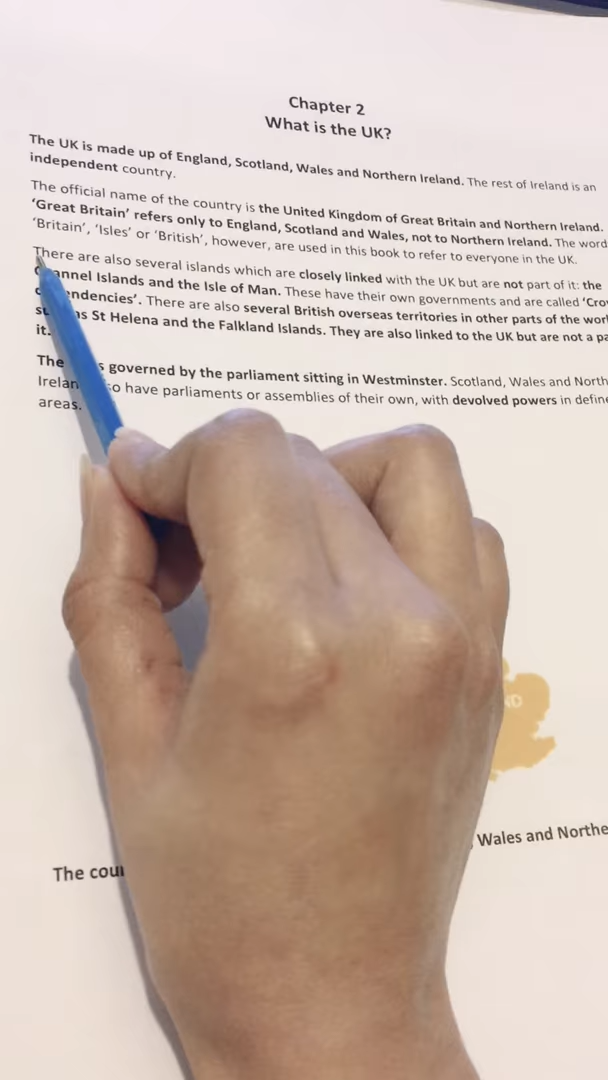 Chapter 2
What is the UK?
The UK is made up of England, Scotland, Wales and Northern Ireland. The rest of Ireland is an
independent country.
The official name of the country is the United Kingdom of Great Britain and Northern Ireland.
‘Great Britain’ refers only to England, Scotland and Wales, not to Northern Ireland. The word
‘Britain’, ‘Isles’ or ‘British’, however, are used in this book to refer to everyone in the UK.
There are also several islands which are closely linked with the UK but are not part of it: the
Islands and the Isle of Man. These have their own governments and are called ‘Cro
There are also several British overseas territories in other parts of the wor
St Helena and the Falkland Islands. They are also linked to the UK but are not a pa
it.
The governed by the parliament sitting in Westminster. Scotland, Wales and North
have parliaments or assemblies of their own, with devolved powers in define
areas.
Wales and Northe
The cou